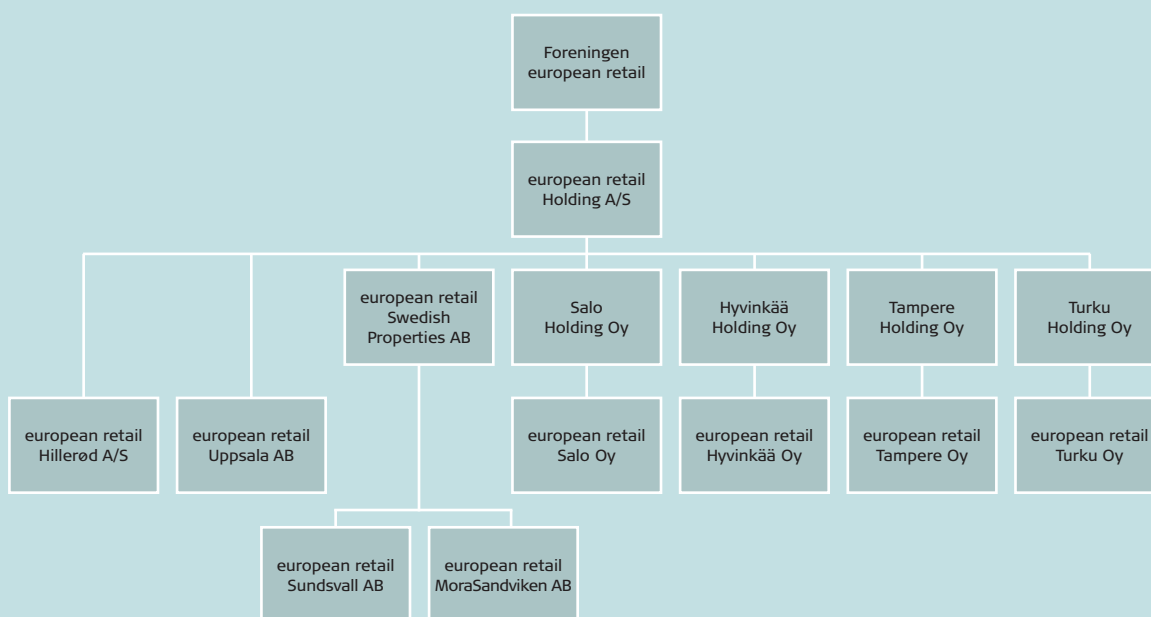 Foreningen
european retail
european retail
Holding A/S
european retail
Swedish
Properties AB
Salo
Holding Oy
Hyvinkää
Holding Oy
Tampere
Holding Oy
Turku
Holding Oy
european retail
Hillerød A/S
european retail
Uppsala AB
european retail
Salo Oy
european retail
Hyvinkää Oy
european retail
Tampere Oy
european retail
Turku Oy
european retail
Sundsvall AB
european retail
MoraSandviken AB